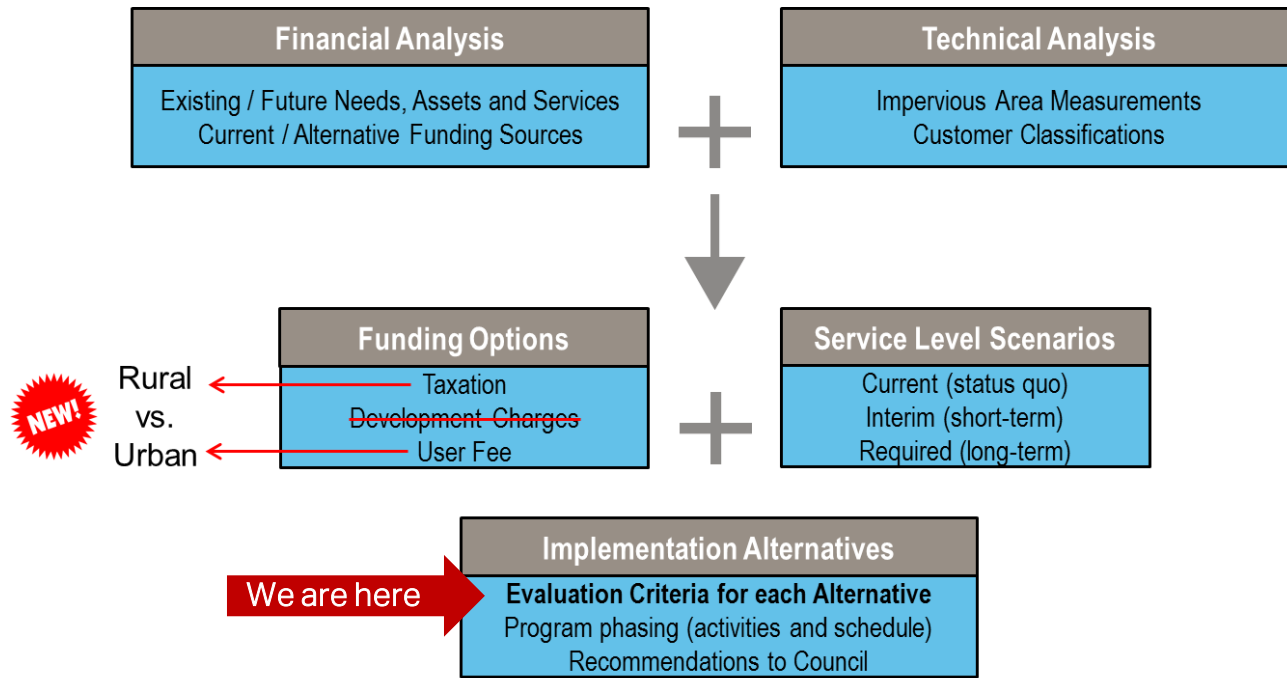 Financial Analysis
Existing / Future Needs, Assets and Services
Current / Alternative Funding Sources
Technical Analysis
Impervious Area Measurements
Customer Classifications
NEW!
Rural
vs.
Urban
Funding Options
Taxation
Development Charges
User Fee
Service Level Scenarios
Current (status quo)
Interim (short-term)
Required (long-term)
We are here
Implementation Alternatives
Evaluation Criteria for each Alternative
Program phasing (activities and schedule)
Recommendations to Council